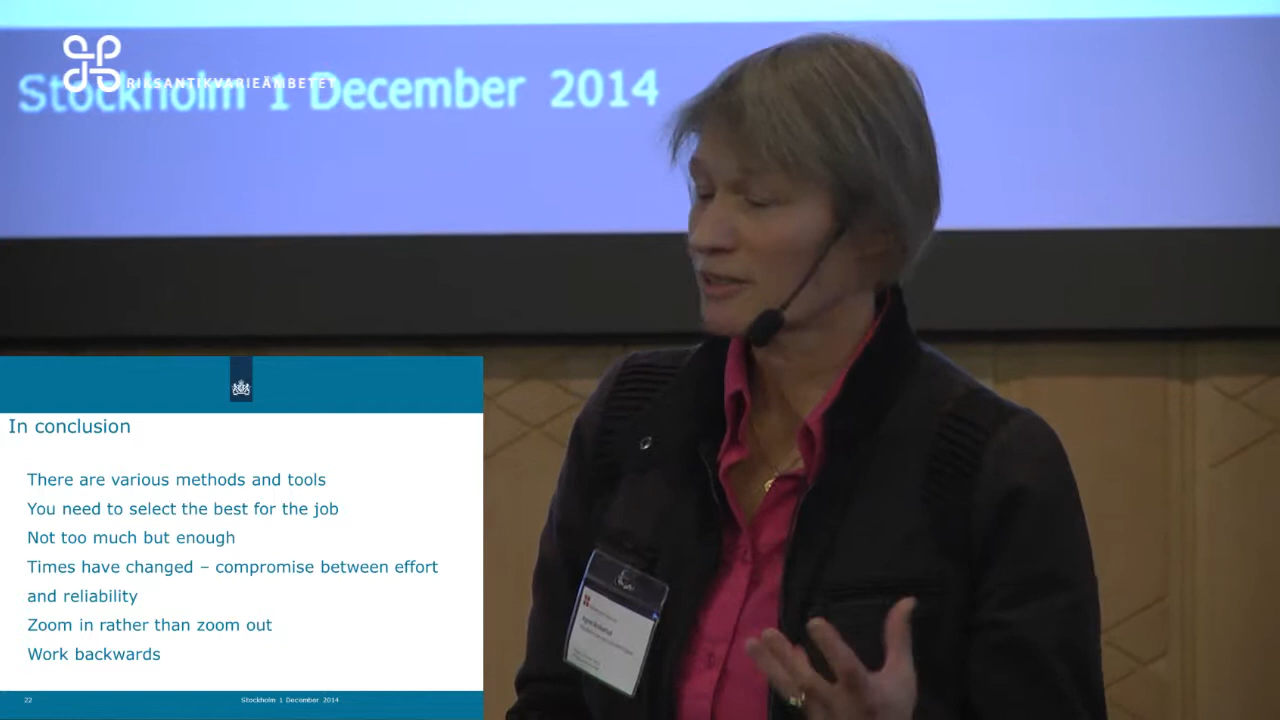 RIKSANTIKVARIEÄMBETET
Stockholm 1 December 2014
In conclusion
There are various methods and tools
You need to select the best for the job
Not too much but enough
Times have changed – compromise between effort
and reliability
Zoom in rather than zoom out
Work backwards
22
Stockholm 1 December 2014